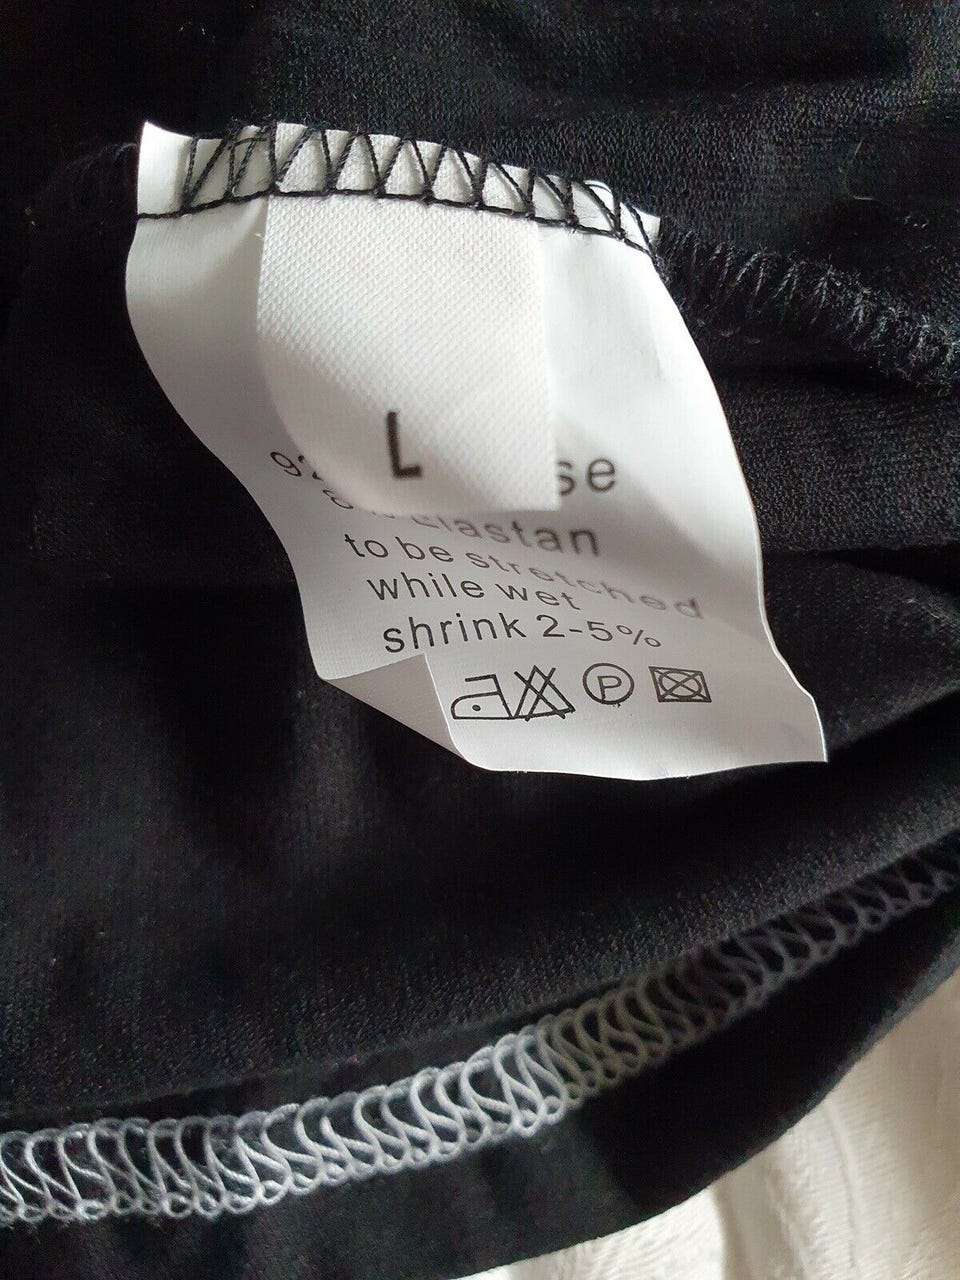 L
Elastan
to be stretched
while wet
shrink 2-5%
P